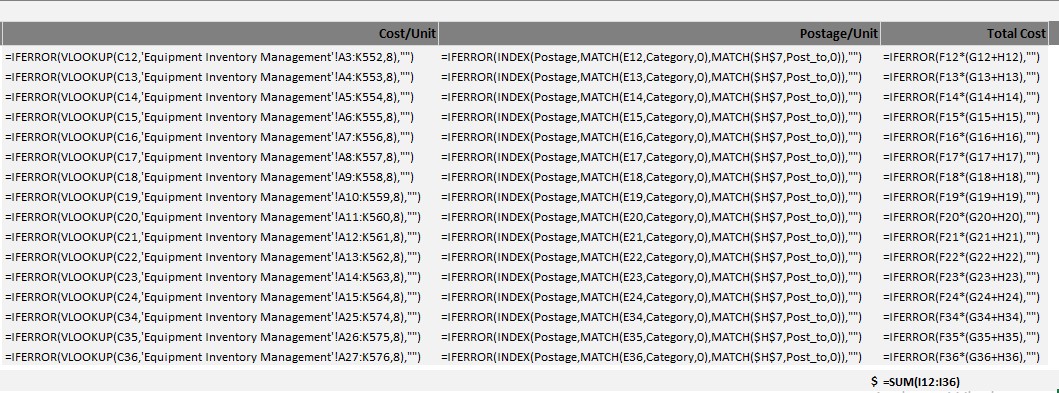 Cost/Unit Postage/Unit Total Cost
=IFERROR(VLOOKUP(C12,'Equipment Inventory Management'!A3:K552,8),"") =IFERROR(INDEX(Postage,MATCH(E12,Category,0),MATCH($H$7,Post_to,0)),"") =IFERROR(F12*(G12+H12),"")
=IFERROR(VLOOKUP(C13,'Equipment Inventory Management'!A4:K553,8),"") =IFERROR(INDEX(Postage,MATCH(E13,Category,0),MATCH($H$7,Post_to,0)),"") =IFERROR(F13*(G13+H13),"")
=IFERROR(VLOOKUP(C14,'Equipment Inventory Management'!A5:K554,8),"") =IFERROR(INDEX(Postage,MATCH(E14,Category,0),MATCH($H$7,Post_to,0)),"") =IFERROR(F14*(G14+H14),"")
=IFERROR(VLOOKUP(C15,'Equipment Inventory Management'!A6:K555,8),"") =IFERROR(INDEX(Postage,MATCH(E15,Category,0),MATCH($H$7,Post_to,0)),"") =IFERROR(F15*(G15+H15),"")
=IFERROR(VLOOKUP(C16,'Equipment Inventory Management'!A7:K556,8),"") =IFERROR(INDEX(Postage,MATCH(E16,Category,0),MATCH($H$7,Post_to,0)),"") =IFERROR(F16*(G16+H16),"")
=IFERROR(VLOOKUP(C17,'Equipment Inventory Management'!A8:K557,8),"") =IFERROR(INDEX(Postage,MATCH(E17,Category,0),MATCH($H$7,Post_to,0)),"") =IFERROR(F17*(G17+H17),"")
=IFERROR(VLOOKUP(C18,'Equipment Inventory Management'!A9:K558,8),"") =IFERROR(INDEX(Postage,MATCH(E18,Category,0),MATCH($H$7,Post_to,0)),"") =IFERROR(F18*(G18+H18),"")
=IFERROR(VLOOKUP(C19,'Equipment Inventory Management'!A10:K559,8),"") =IFERROR(INDEX(Postage,MATCH(E19,Category,0),MATCH($H$7,Post_to,0)),"") =IFERROR(F19*(G19+H19),"")
=IFERROR(VLOOKUP(C20,'Equipment Inventory Management'!A11:K560,8),"") =IFERROR(INDEX(Postage,MATCH(E20,Category,0),MATCH($H$7,Post_to,0)),"") =IFERROR(F20*(G20+H20),"")
=IFERROR(VLOOKUP(C21,'Equipment Inventory Management'!A12:K561,8),"") =IFERROR(INDEX(Postage,MATCH(E21,Category,0),MATCH($H$7,Post_to,0)),"") =IFERROR(F21*(G21+H21),"")
=IFERROR(VLOOKUP(C22,'Equipment Inventory Management'!A13:K562,8),"") =IFERROR(INDEX(Postage,MATCH(E22,Category,0),MATCH($H$7,Post_to,0)),"") =IFERROR(F22*(G22+H22),"")
=IFERROR(VLOOKUP(C23,'Equipment Inventory Management'!A14:K563,8),"") =IFERROR(INDEX(Postage,MATCH(E23,Category,0),MATCH($H$7,Post_to,0)),"") =IFERROR(F23*(G23+H23),"")
=IFERROR(VLOOKUP(C24,'Equipment Inventory Management'!A15:K564,8),"") =IFERROR(INDEX(Postage,MATCH(E24,Category,0),MATCH($H$7,Post_to,0)),"") =IFERROR(F24*(G24+H24),"")
=IFERROR(VLOOKUP(C34,'Equipment Inventory Management'!A25:K574,8),"") =IFERROR(INDEX(Postage,MATCH(E34,Category,0),MATCH($H$7,Post_to,0)),"") =IFERROR(F34*(G34+H34),"")
=IFERROR(VLOOKUP(C35,'Equipment Inventory Management'!A26:K575,8),"") =IFERROR(INDEX(Postage,MATCH(E35,Category,0),MATCH($H$7,Post_to,0)),"") =IFERROR(F35*(G35+H35),"")
=IFERROR(VLOOKUP(C36,'Equipment Inventory Management'!A27:K576,8),"") =IFERROR(INDEX(Postage,MATCH(E36,Category,0),MATCH($H$7,Post_to,0)),"") =IFERROR(F36*(G36+H36),"")
$ =SUM(I12:I36)